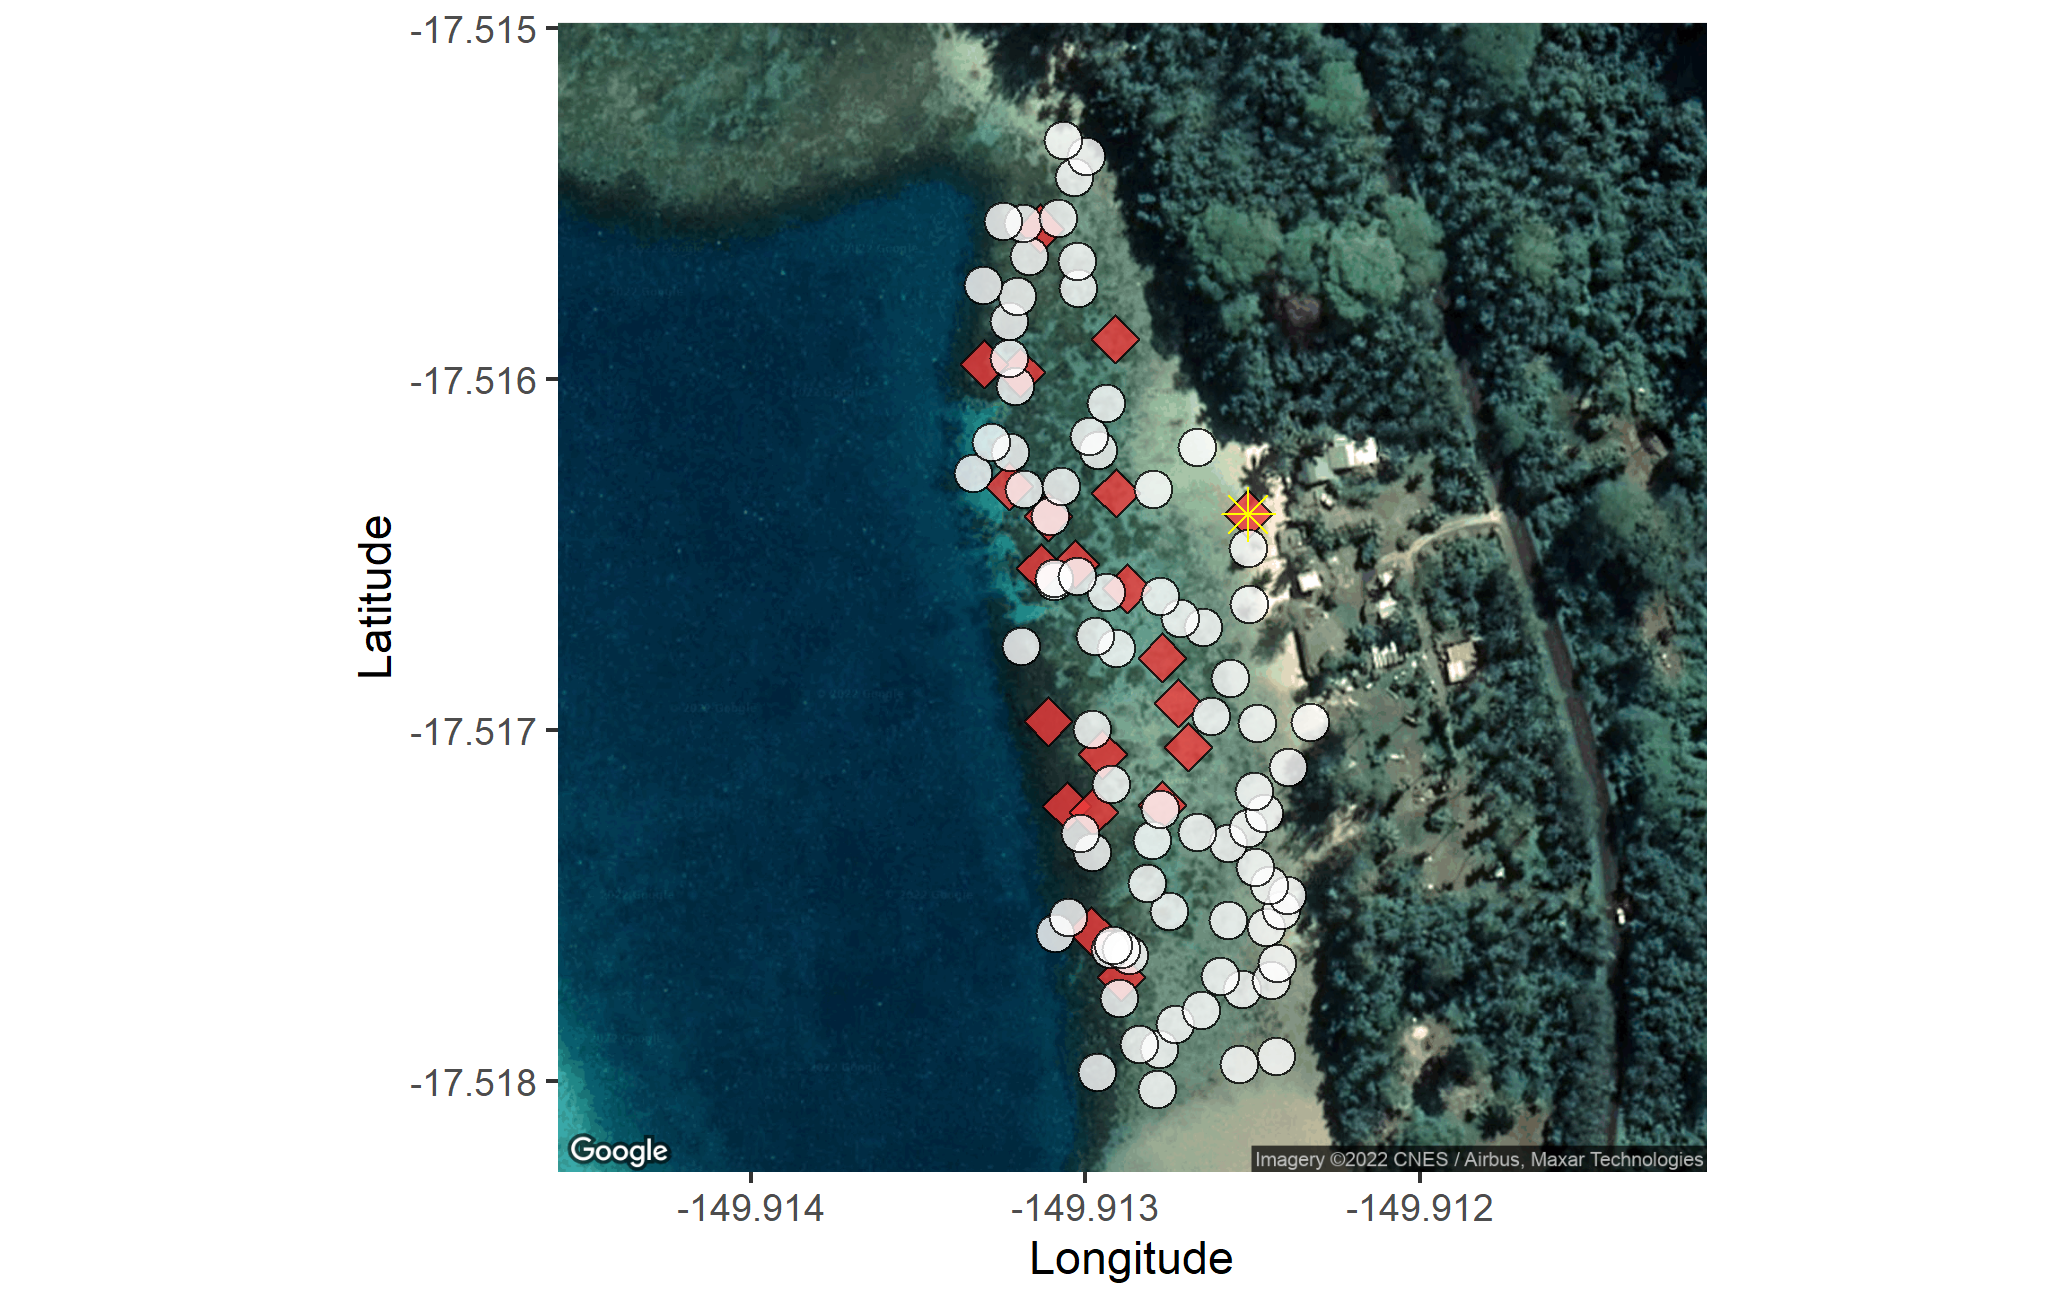 -17.515
-17.516
-17.517
-17.518
Latitude
Google
Imagery ©2022 CNES / Airbus, Maxar Technologies
-149.914
-149.913
-149.912
Longitude